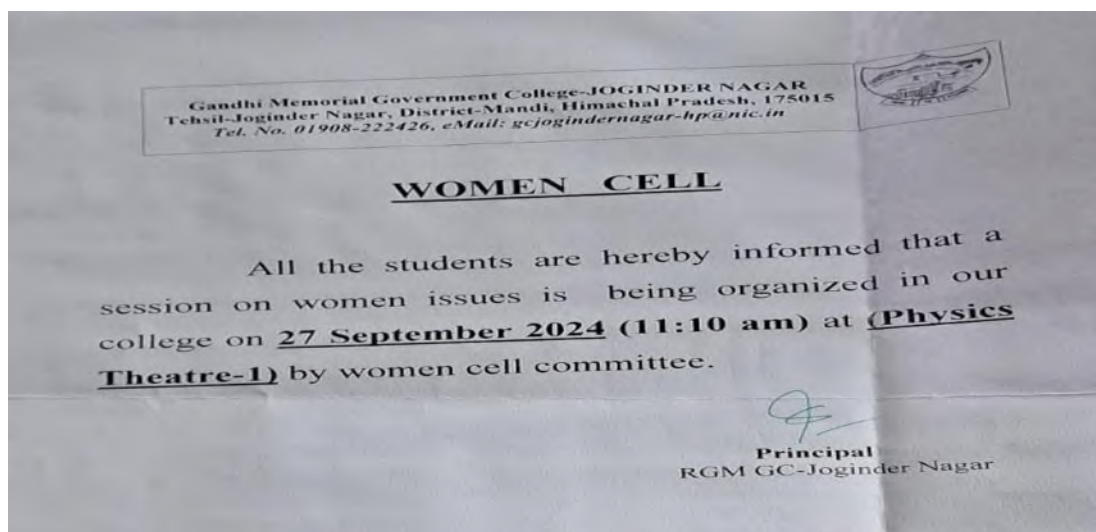 Gandhi Memorial Government College-JOGINDER NAGAR
Tehsil-Joginder Nagar, District-Mandi, Himachal Pradesh, 175015
Tel. No. 01908-222426, eMail: gcjogindernagar-hp@nic.in
WOMEN CELL
All the students are hereby informed that a
session on women issues is being organized in our
college on 27 September 2024 (11:10 am) at (Physics
Theatre-1) by women cell committee.
Principal
RGM GC-Joginder Nagar